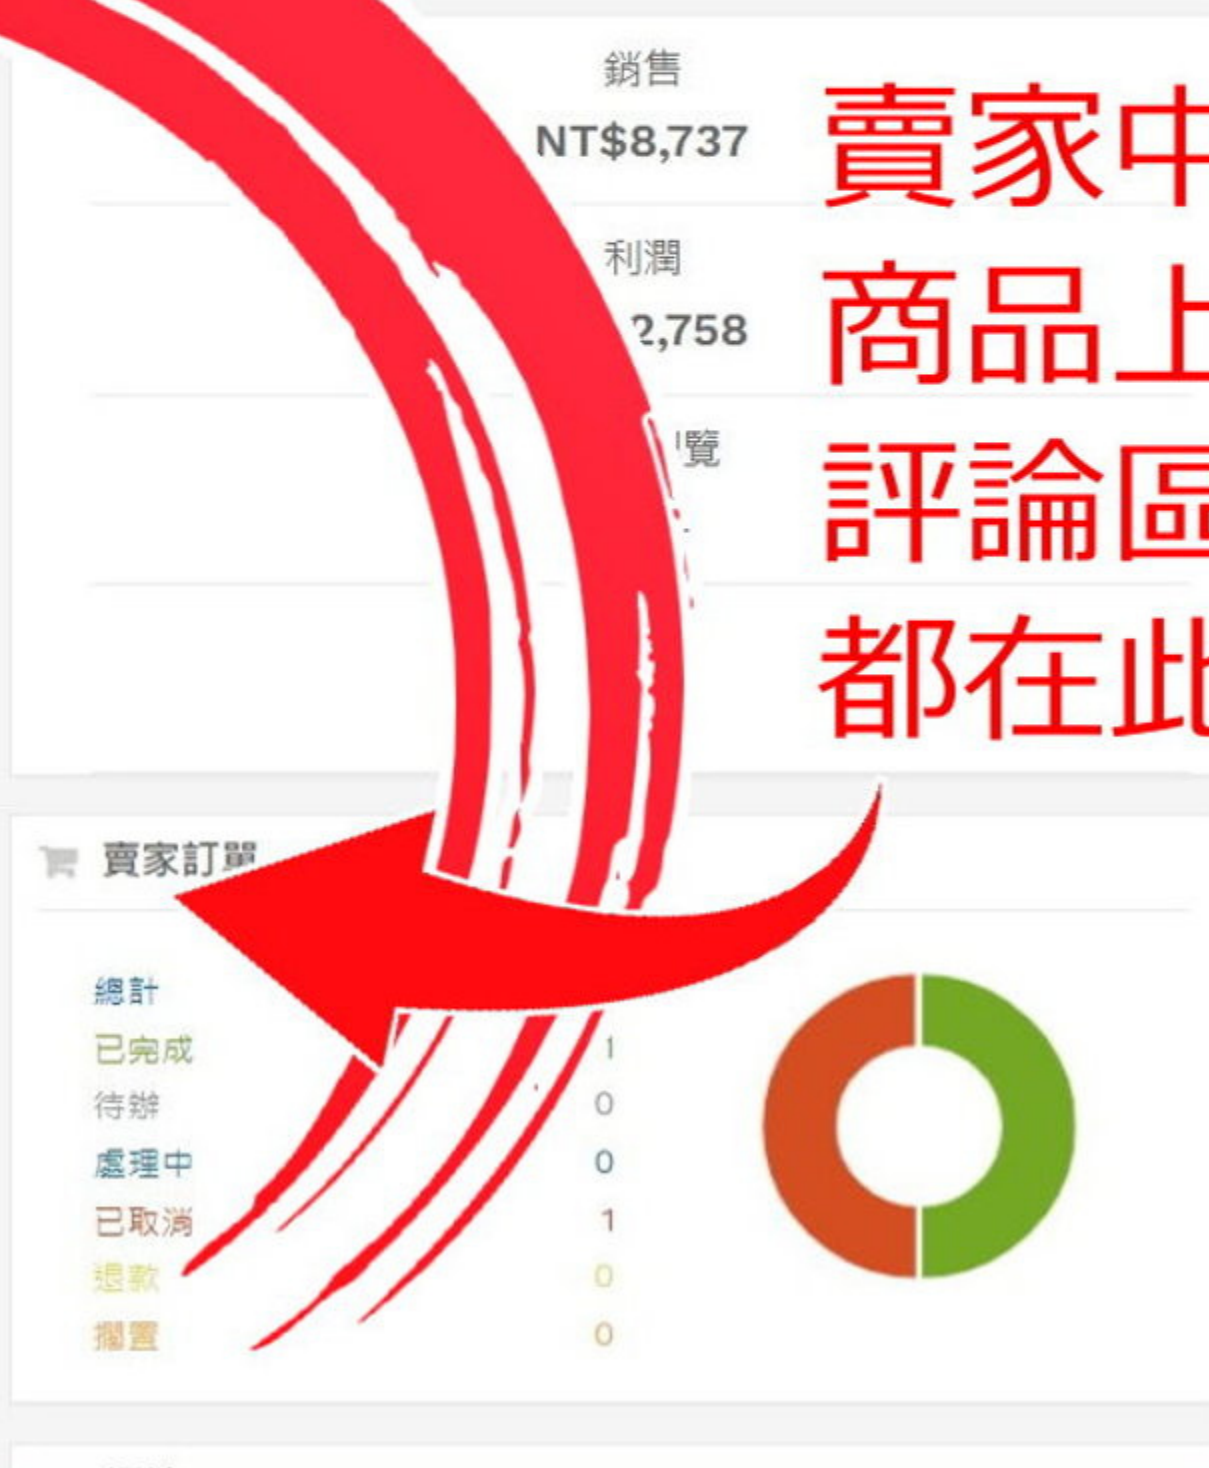 銷售
NT$8,737
利潤
2,758
覽
賣家中
商品上
評論區
都在此
賣家訂單
總計
已完成 1
待辦 0
處理中 0
已取消 1
退款 0
擱置 0